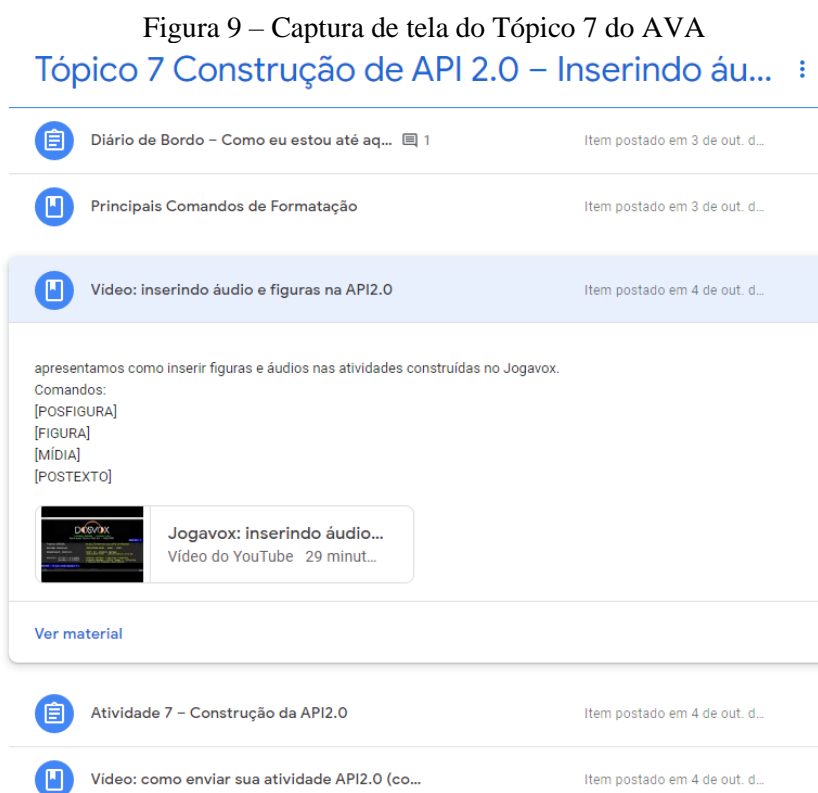 Figura 9 – Captura de tela do Tópico 7 do AVA
Tópico 7 Construção de API 2.0 – Inserindo áu...
Diário de Bordo – Como eu estou até aq... 1 Item postado em 3 de out. d...
Principais Comandos de Formatação Item postado em 3 de out. d...
Vídeo: inserindo áudio e figuras na API2.0 Item postado em 4 de out. d...
apresentamos como inserir figuras e áudios nas atividades construídas no Jogavox.
Comandos:
[POSFIGURA]
[FIGURA]
[MÍDIA]
[POSTEXTO]
DOSVOX
Jogavox: inserindo áudio...
Vídeo do YouTube 29 minut...
Ver material
Atividade 7 – Construção da API2.0 Item postado em 4 de out. d...
Vídeo: como enviar sua atividade API2.0 (co... Item postado em 4 de out. d...